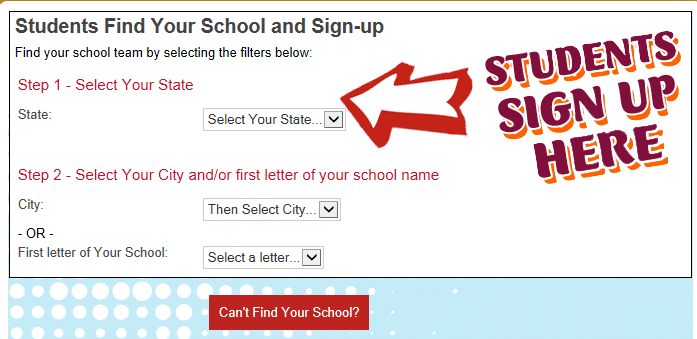 Students Find Your School and Sign-up
Find your school team by selecting the filters below:
Step 1 - Select Your State
State:
Select Your State...
STUDENTS
SIGN UP
HERE
Step 2 - Select Your City and/or first letter of your school name
City:
Then Select City...
- OR -
First letter of Your School:
Select a letter...
Can't Find Your School?